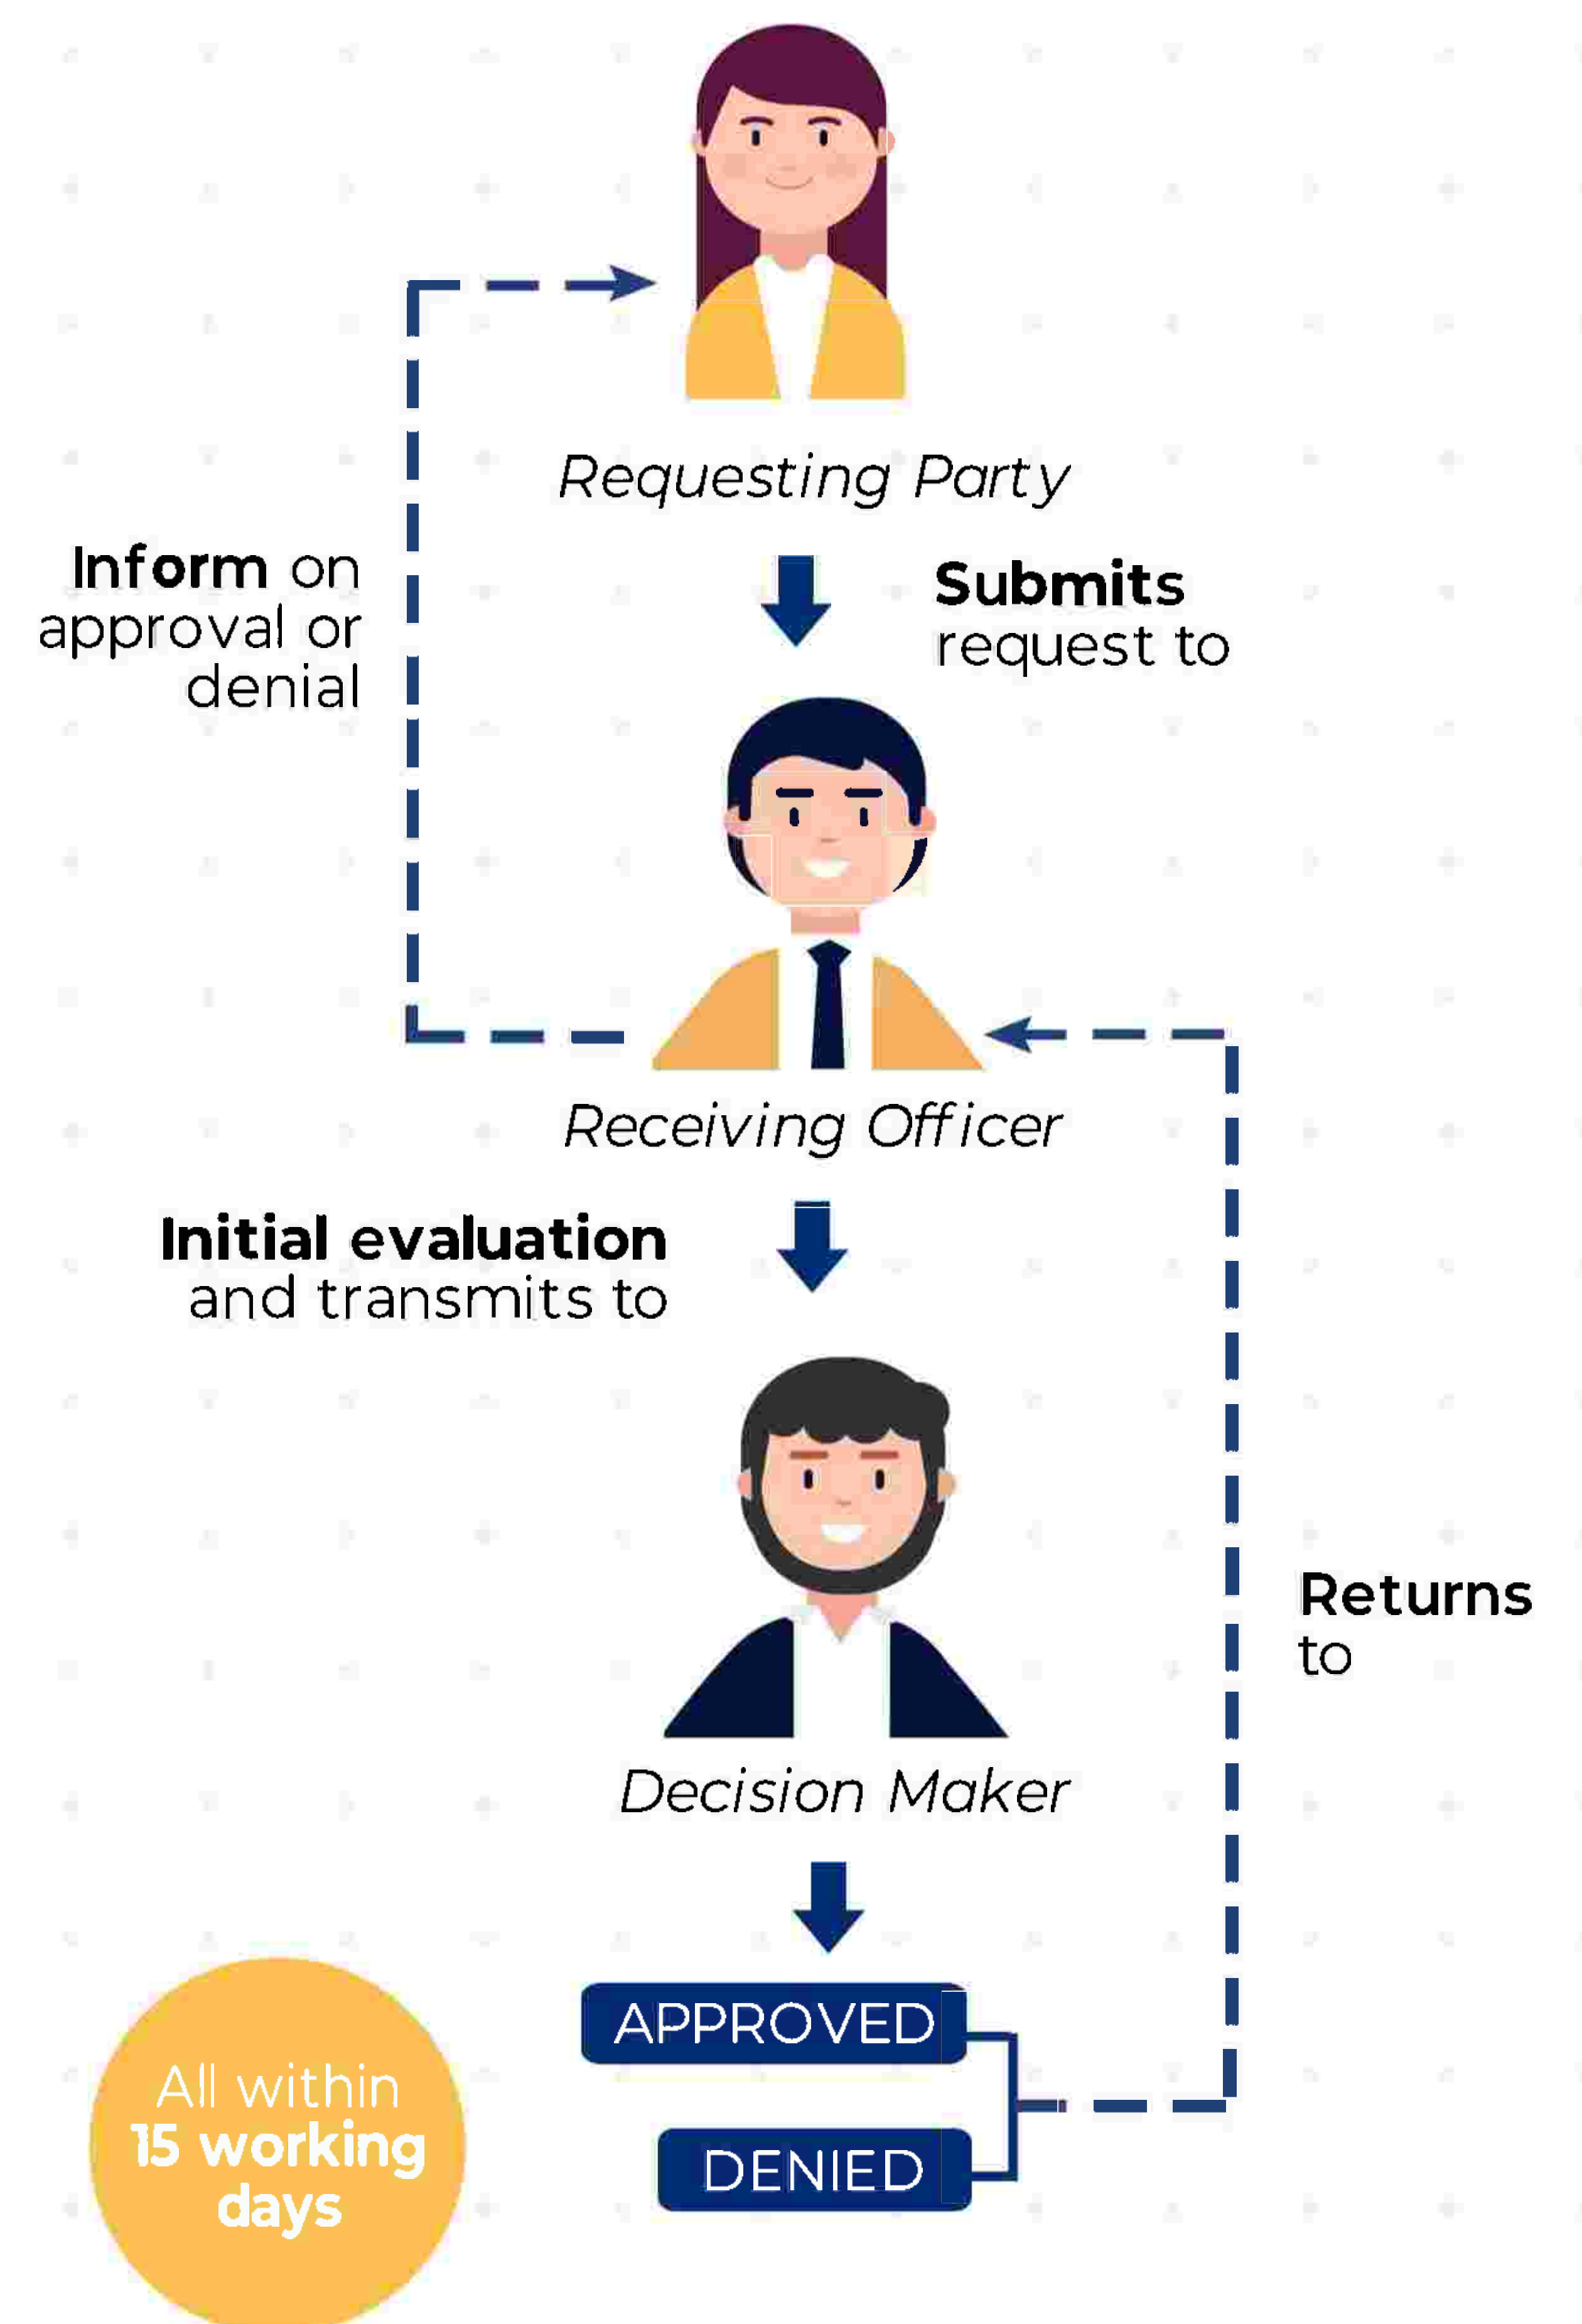 Requesting Party
Inform on
approval or
denial
Submits
request to
Receiving Officer
Initial evaluation
and transmits to
Decision Maker
Returns
to
APPROVED
DENIED
All within
15 working
days